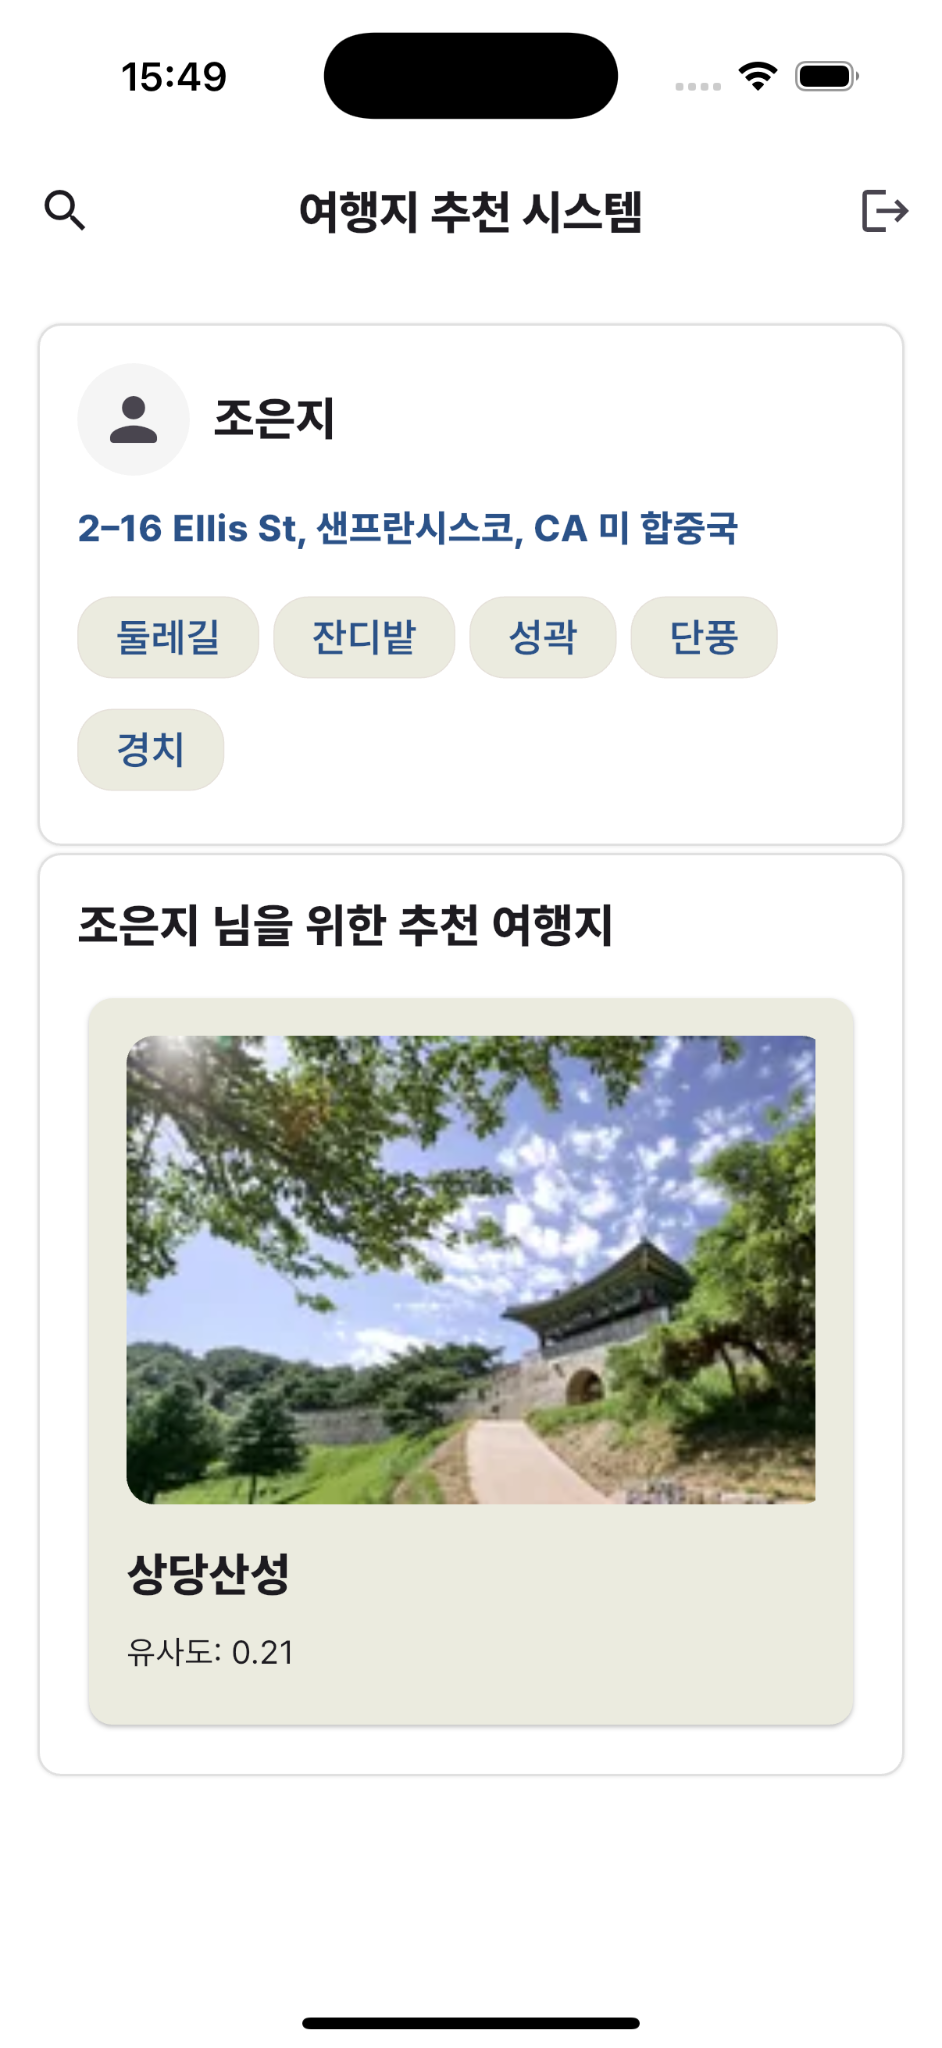 15:49
여행지 추천 시스템
조은지
2–16 Ellis St, 샌프란시스코, CA 미 합중국
둘레길 잔디밭 성곽 단풍
경치
조은지 님을 위한 추천 여행지
상당산성
유사도: 0.21